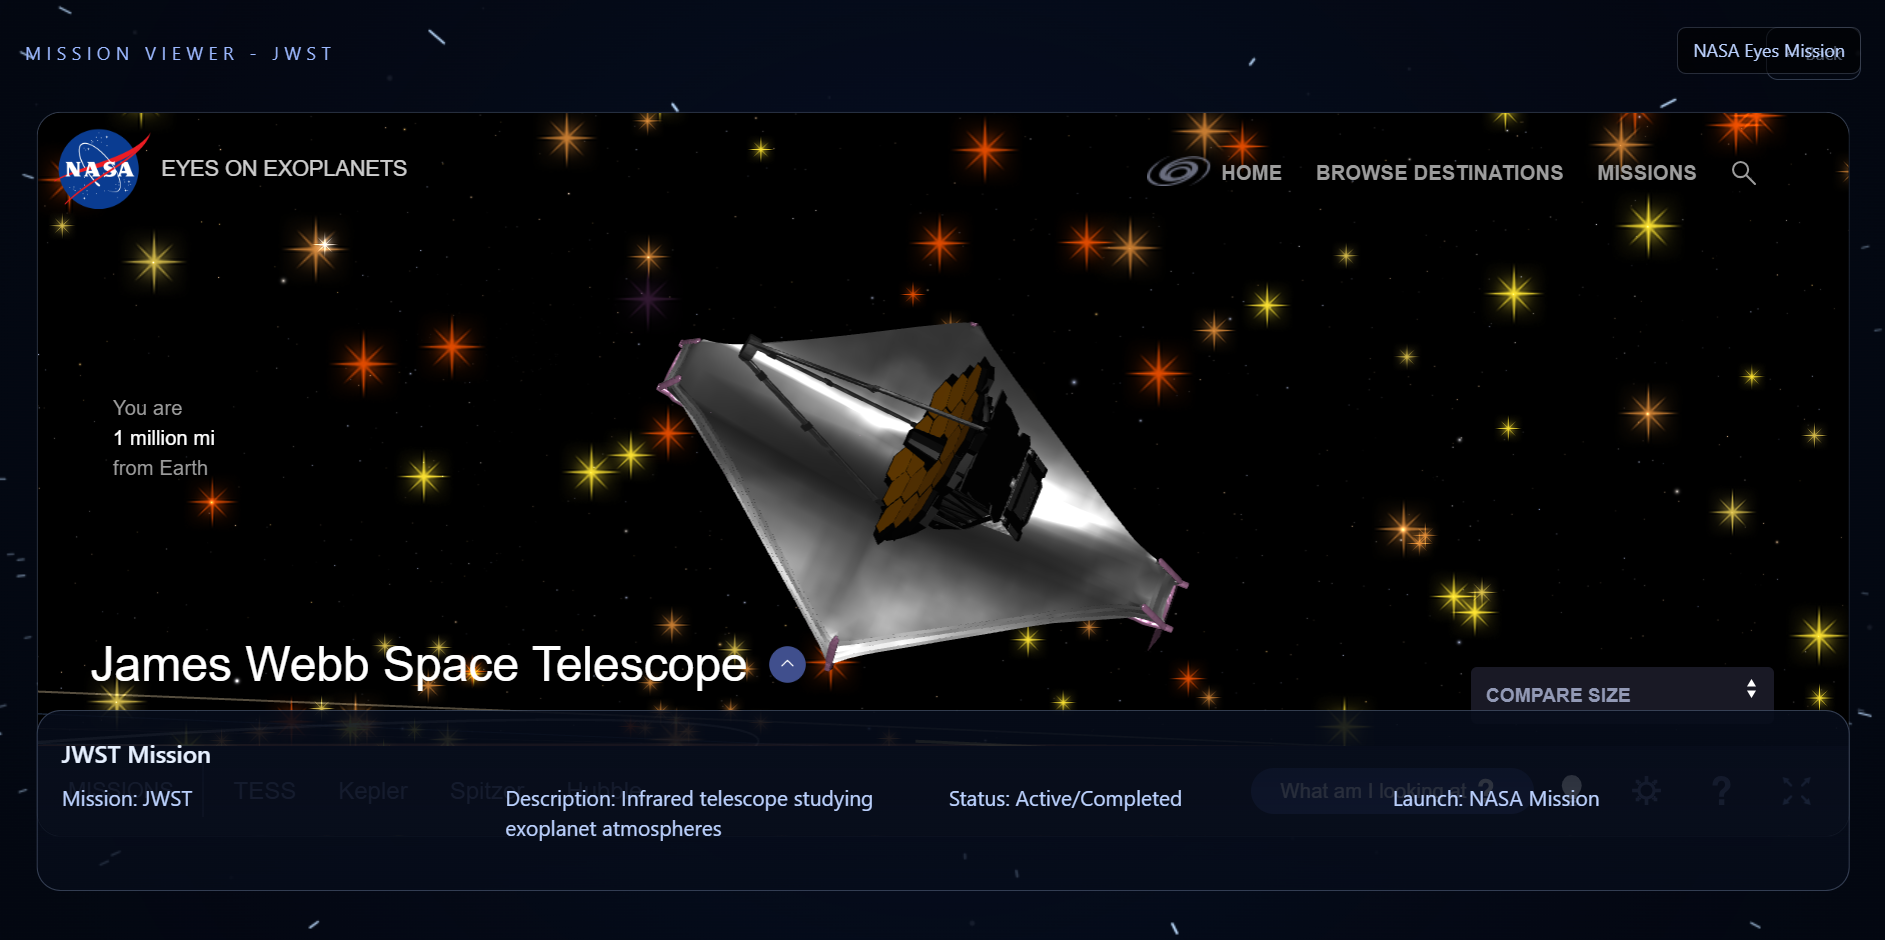 MISSION VIEWER - JWST
NASA Eyes Mission
Back
NASA
EYES ON EXOPLANETS
HOME
BROWSE DESTINATIONS
MISSIONS
You are
1 million mi
from Earth
James Webb Space Telescope
COMPARE SIZE
JWST Mission
MISSIONS
TESS
Kepler
Spitzer
Hubble
What am I looking at ?
?
Mission: JWST
Description: Infrared telescope studying
exoplanet atmospheres
Status: Active/Completed
Launch: NASA Mission